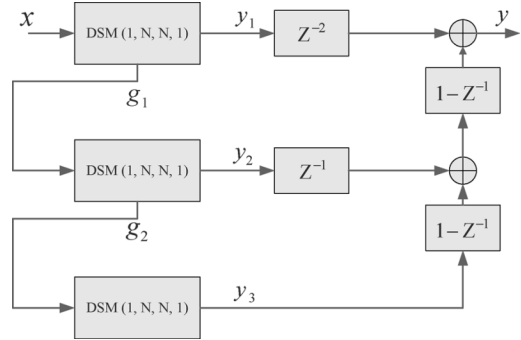 x
DSM (1, N, N, 1)
y₁
Z⁻²
y
g₁
1 – Z⁻¹
DSM (1, N, N, 1)
y₂
Z⁻¹
g₂
1 – Z⁻¹
DSM (1, N, N, 1)
y₃